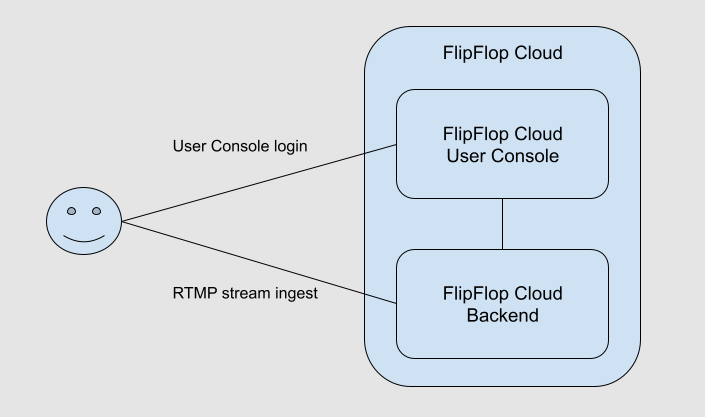 FlipFlop Cloud
FlipFlop Cloud
User Console
User Console login
RTMP stream ingest
FlipFlop Cloud
Backend